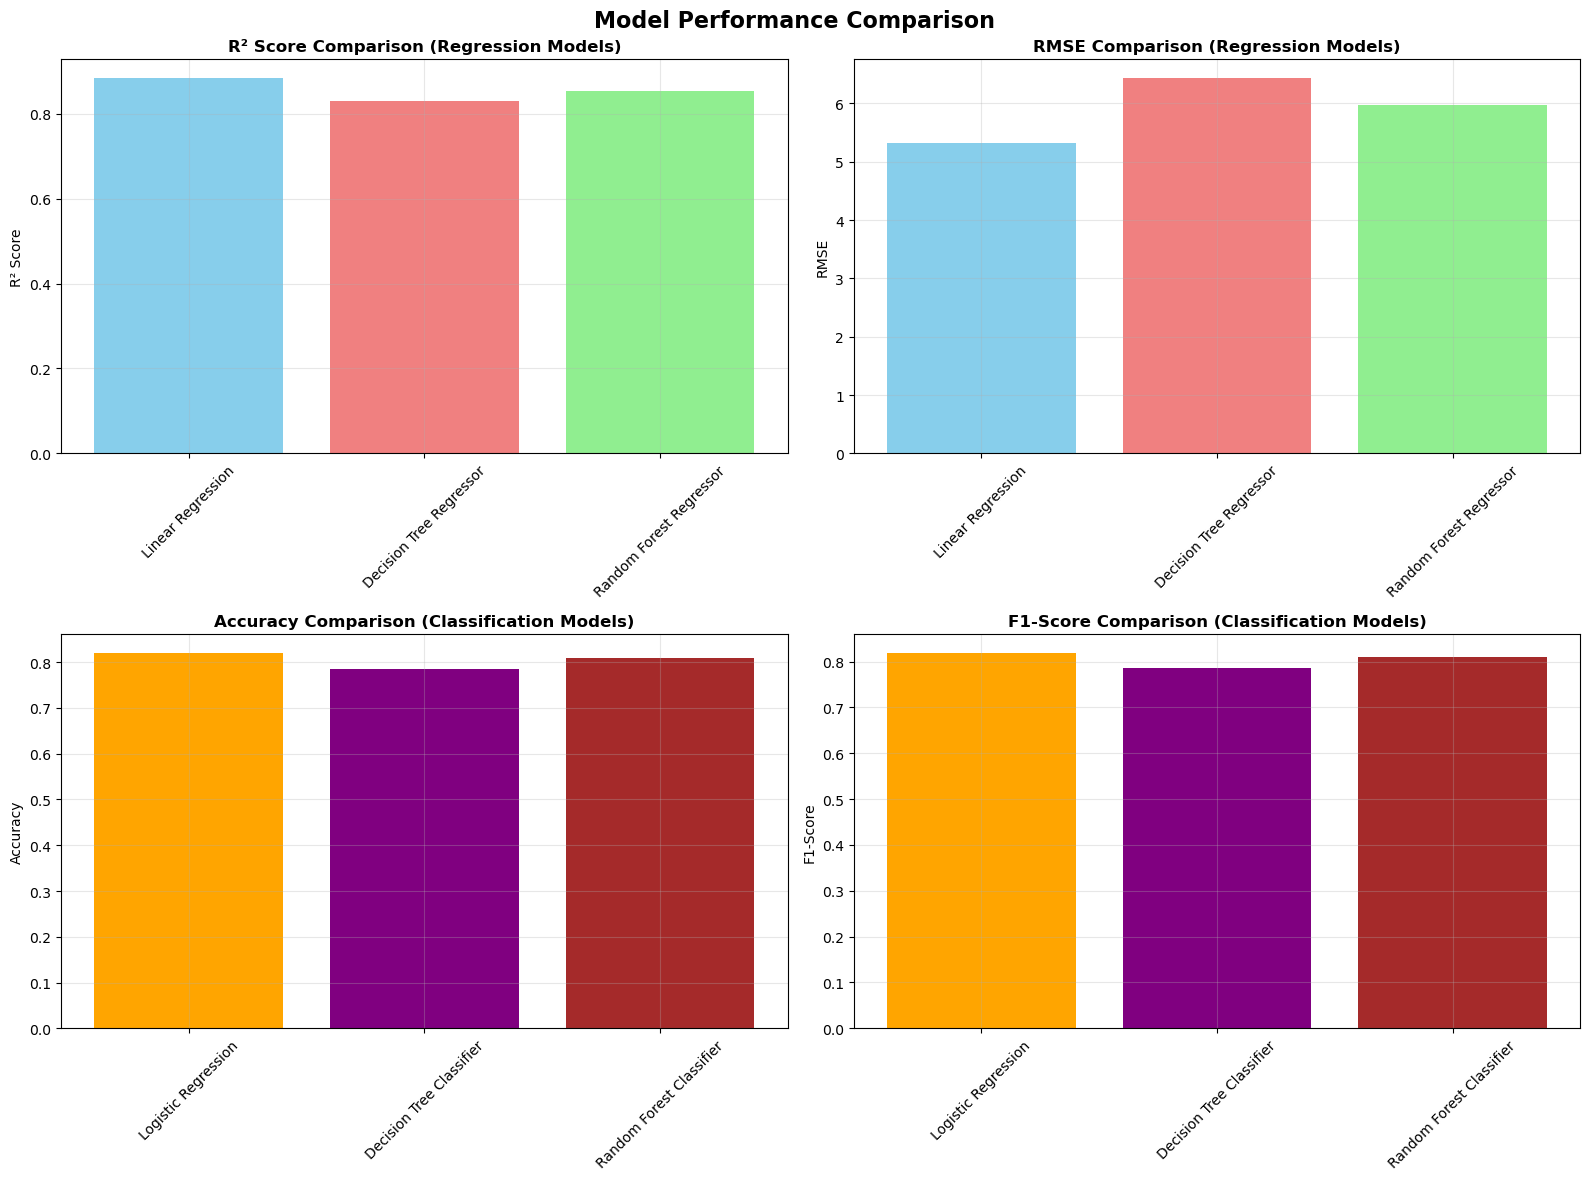 Model Performance Comparison
R² Score Comparison (Regression Models)
R² Score
0.8
0.6
0.4
0.2
0.0
Linear Regression
Decision Tree Regressor
Random Forest Regressor
RMSE Comparison (Regression Models)
RMSE
6
5
4
3
2
1
0
Linear Regression
Decision Tree Regressor
Random Forest Regressor
Accuracy Comparison (Classification Models)
Accuracy
0.8
0.7
0.6
0.5
0.4
0.3
0.2
0.1
0.0
Logistic Regression
Decision Tree Classifier
Random Forest Classifier
F1-Score Comparison (Classification Models)
F1-Score
0.8
0.7
0.6
0.5
0.4
0.3
0.2
0.1
0.0
Logistic Regression
Decision Tree Classifier
Random Forest Classifier